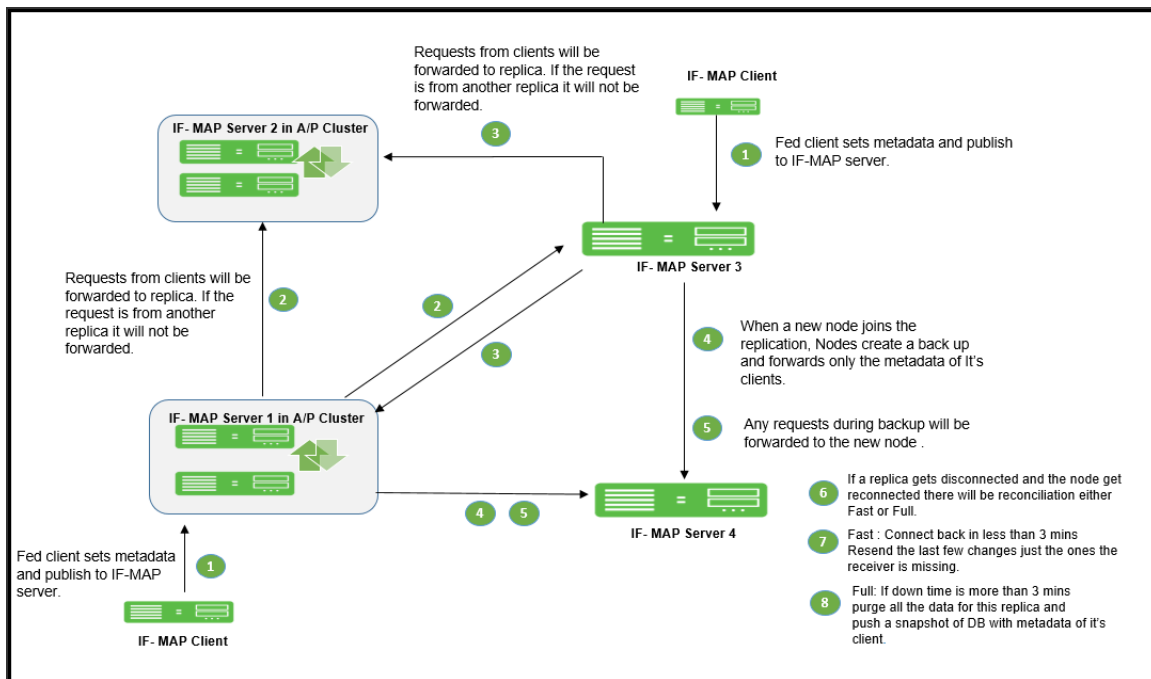 Requests from clients will be
forwarded to replica. If the request
is from another replica it will not be
forwarded.
3
IF- MAP Client
1
Fed client sets metadata and publish
to IF-MAP server.
IF- MAP Server 2 in A/P Cluster
IF- MAP Server 3
Requests from clients will be
forwarded to replica. If the
request is from another
replica it will not be
forwarded.
2
2
3
4
When a new node joins the
replication, Nodes create a back up
and forwards only the metadata of It's
clients.
5
Any requests during backup will be
forwarded to the new node .
IF- MAP Server 1 in A/P Cluster
4
5
IF- MAP Server 4
6
If a replica gets disconnected and the node get
reconnected there will be reconciliation either
Fast or Full.
7
Fast : Connect back in less than 3 mins
Resend the last few changes just the ones the
receiver is missing.
8
Full: If down time is more than 3 mins
purge all the data for this replica and
push a snapshot of DB with metadata of it's
client.
Fed client sets metadata
and publish to IF-MAP
server.
1
IF- MAP Client